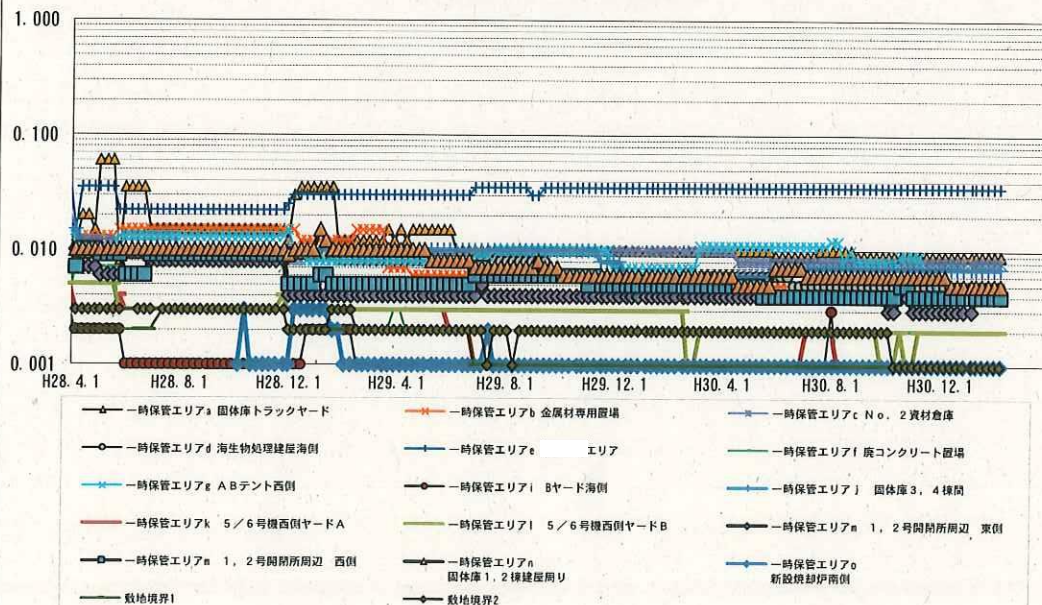 1.000
0.100
0.010
0.001
H28.4.1 H28.8.1 H28.12.1 H29.4.1 H29.8.1 H29.12.1 H30.4.1 H30.8.1 H30.12.1
一時保管エリアa 固体庫トラックヤード 一時保管エリアb 金属材専用置場 一時保管エリアc No.2資材倉庫
一時保管エリアd 海生物処理建屋海側 一時保管エリアe エリア 一時保管エリアf 廃コンクリート置場
一時保管エリアg ABテント西側 一時保管エリアi Bヤード海側 一時保管エリアj 固体庫3,4棟間
一時保管エリアk 5/6号機西側ヤードA 一時保管エリアl 5/6号機西側ヤードB 一時保管エリアm 1,2号開閉所周辺 東側
一時保管エリアm 1,2号開閉所周辺 西側 一時保管エリアn 一時保管エリアo
固体庫1,2棟建屋周り 新設焼却炉南側
敷地境界1 敷地境界2